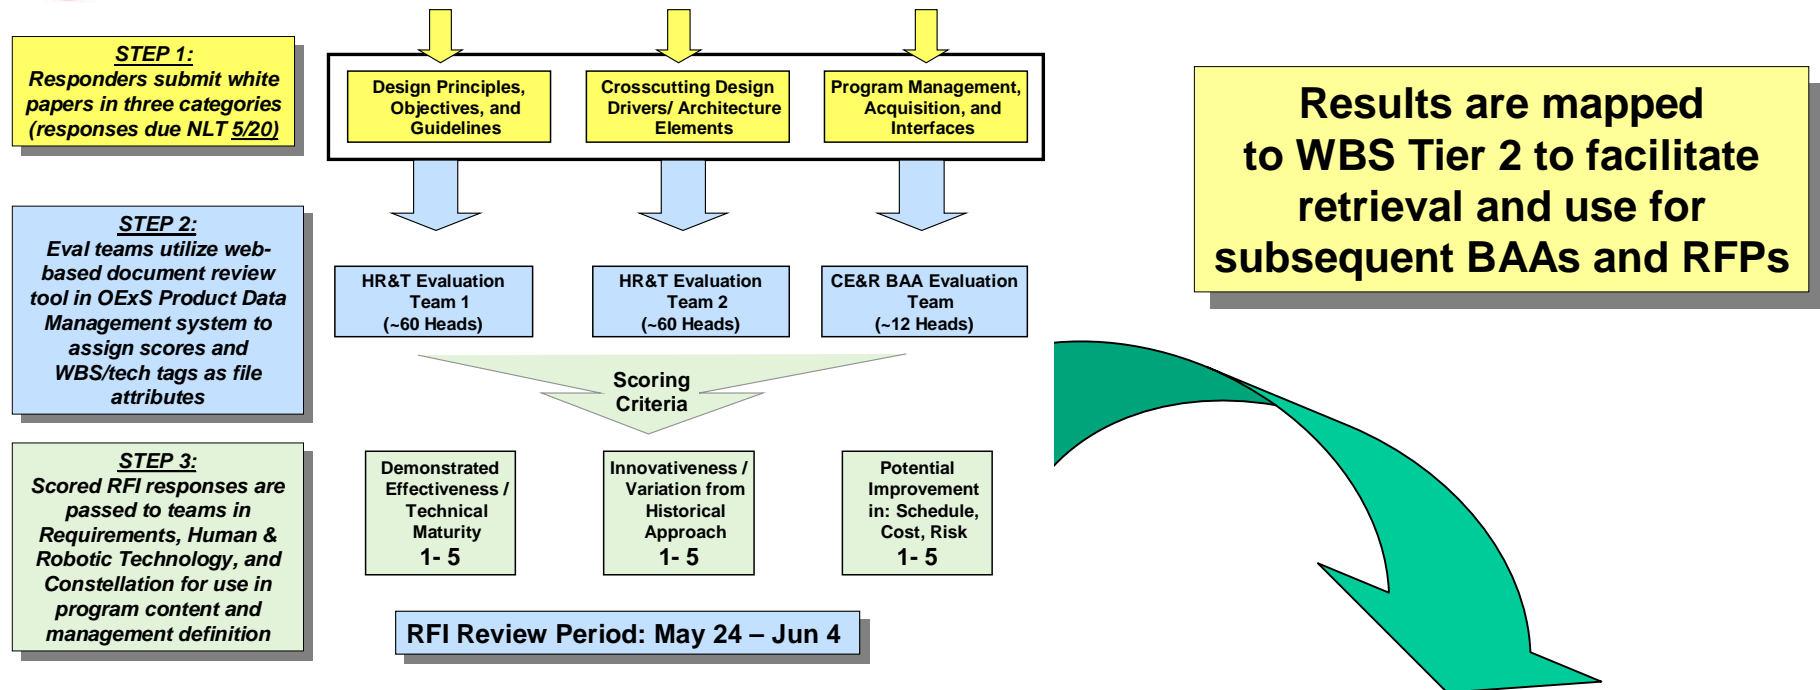 STEP 1:
Responders submit white
papers in three categories
(responses due NLT 5/20)
Design Principles,
Objectives, and
Guidelines
Crosscutting Design
Drivers/ Architecture
Elements
Program Management,
Acquisition, and
Interfaces
STEP 2:
Eval teams utilize web-
based document review
tool in OExS Product Data
Management system to
assign scores and
WBS/tech tags as file
attributes
HR&T Evaluation
Team 1
(~60 Heads)
HR&T Evaluation
Team 2
(~60 Heads)
CE&R BAA Evaluation
Team
(~12 Heads)
Scoring
Criteria
STEP 3:
Scored RFI responses are
passed to teams in
Requirements, Human &
Robotic Technology, and
Constellation for use in
program content and
management definition
Demonstrated
Effectiveness /
Technical
Maturity
1- 5
Innovativeness /
Variation from
Historical
Approach
1- 5
Potential
Improvement
in: Schedule,
Cost, Risk
1- 5
RFI Review Period: May 24 – Jun 4
Results are mapped
to WBS Tier 2 to facilitate
retrieval and use for
subsequent BAAs and RFPs